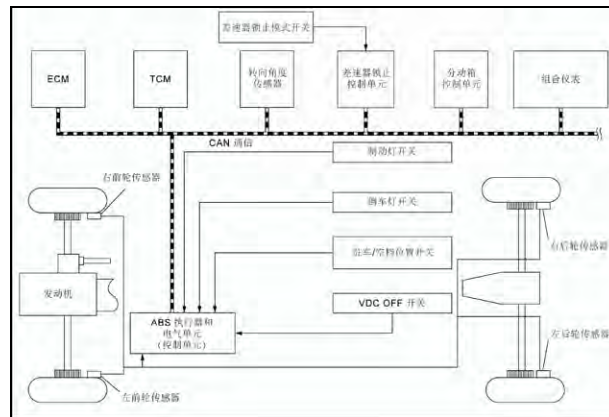 差速器锁止模式开关
ECM
TCM
转向角度
传感器
差速器锁止
控制单元
分动箱
控制单元
组合仪表
CAN 通信
制动灯开关
右前轮传感器
倒车灯开关
右后轮传感器
驻车/空档位置开关
发动机
VDC OFF 开关
ABS 执行器和
电气单元
(控制单元)
左后轮传感器
左前轮传感器